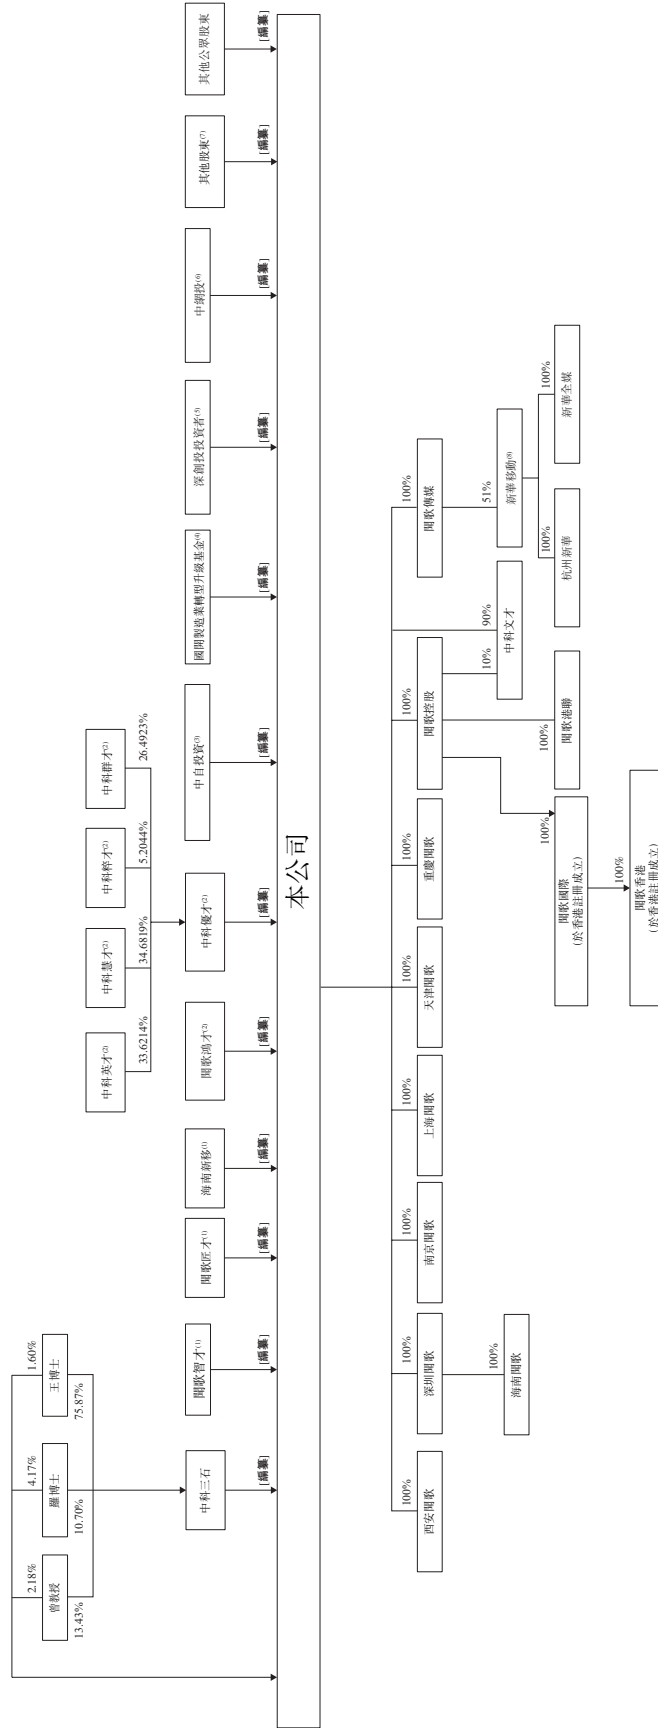 2.18%
4.17%
1.60%
曾教授
羅博士
王博士
13.43%
10.70%
75.87%
中科英才(2)
中科慧才(2)
中科粹才(2)
中科群才(2)
33.6214%
34.6819%
5.2044%
26.4923%
中科三石
聞歌智才(1)
聞歌匠才(1)
海南新移(1)
聞歌鴻才(2)
中科優才(2)
中自投資(3)
國開製造業轉型升級基金(4)
深創投投資者(5)
中網投(6)
其他股東(7)
其他公眾股東
[編纂]
[編纂]
[編纂]
[編纂]
[編纂]
[編纂]
[編纂]
[編纂]
[編纂]
[編纂]
[編纂]
[編纂]
本公司
100%
100%
100%
100%
100%
100%
100%
100%
西安聞歌
深圳聞歌
南京聞歌
上海聞歌
天津聞歌
重慶聞歌
聞歌控股
聞歌傳媒
100%
10%
90%
51%
海南聞歌
中科文才
新華移動(8)
100%
100%
100%
100%
聞歌國際
(於香港註冊成立)
聞歌港聯
杭州新華
新華全媒
100%
聞歌香港
(於香港註冊成立)